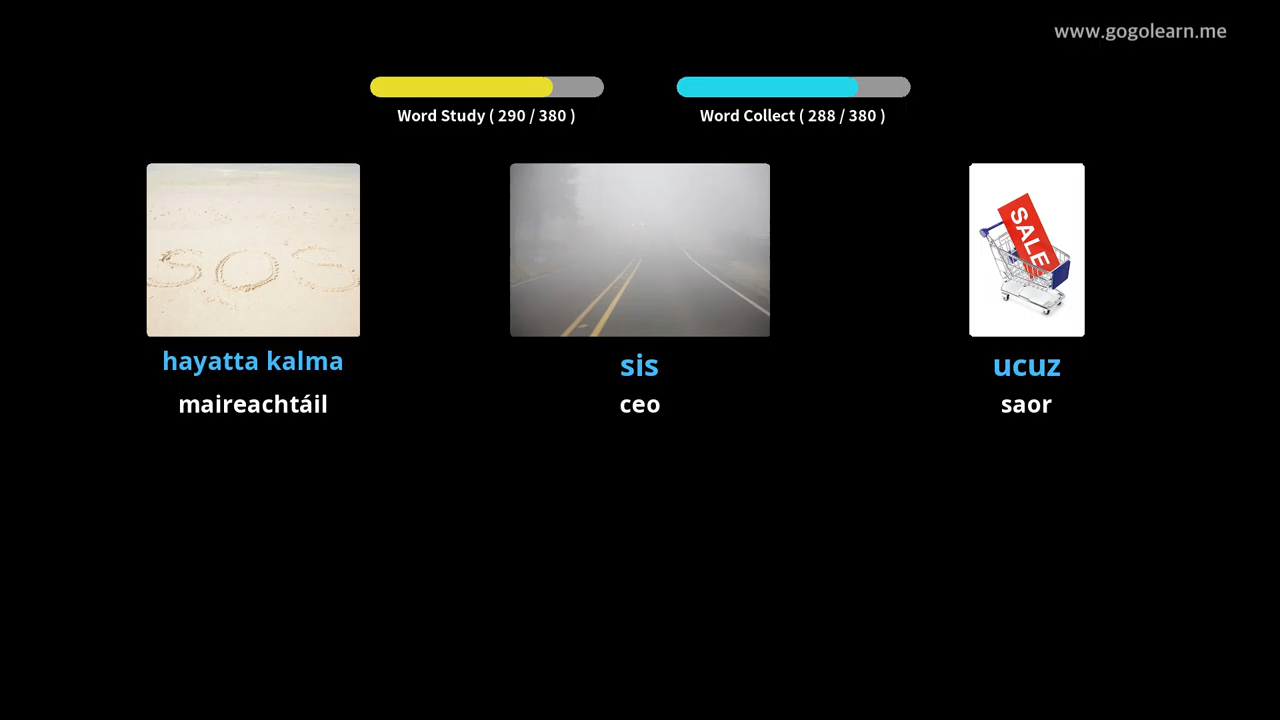 www.gogolearn.me
Word Study ( 290 / 380 )
Word Collect ( 288 / 380 )
SOS
SALE
hayatta kalma
sis
ucuz
maireachtáil
ceo
saor